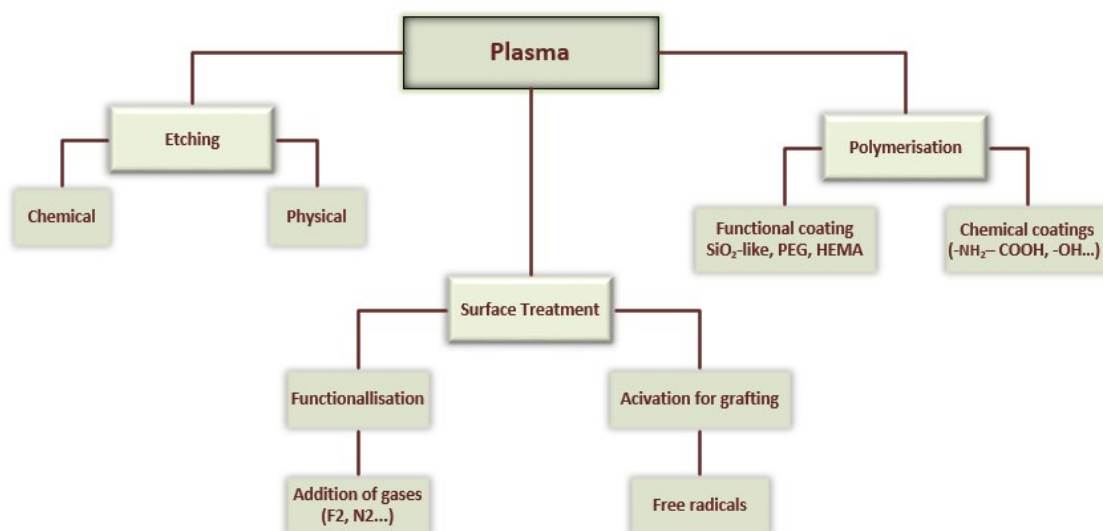 Plasma
Etching
Chemical
Physical
Polymerisation
Functional coating
SiO₂-like, PEG, HEMA
Chemical coatings
(-NH₂– COOH, -OH...)
Surface Treatment
Functionallisation
Acivation for grafting
Addition of gases
(F2, N2...)
Free radicals